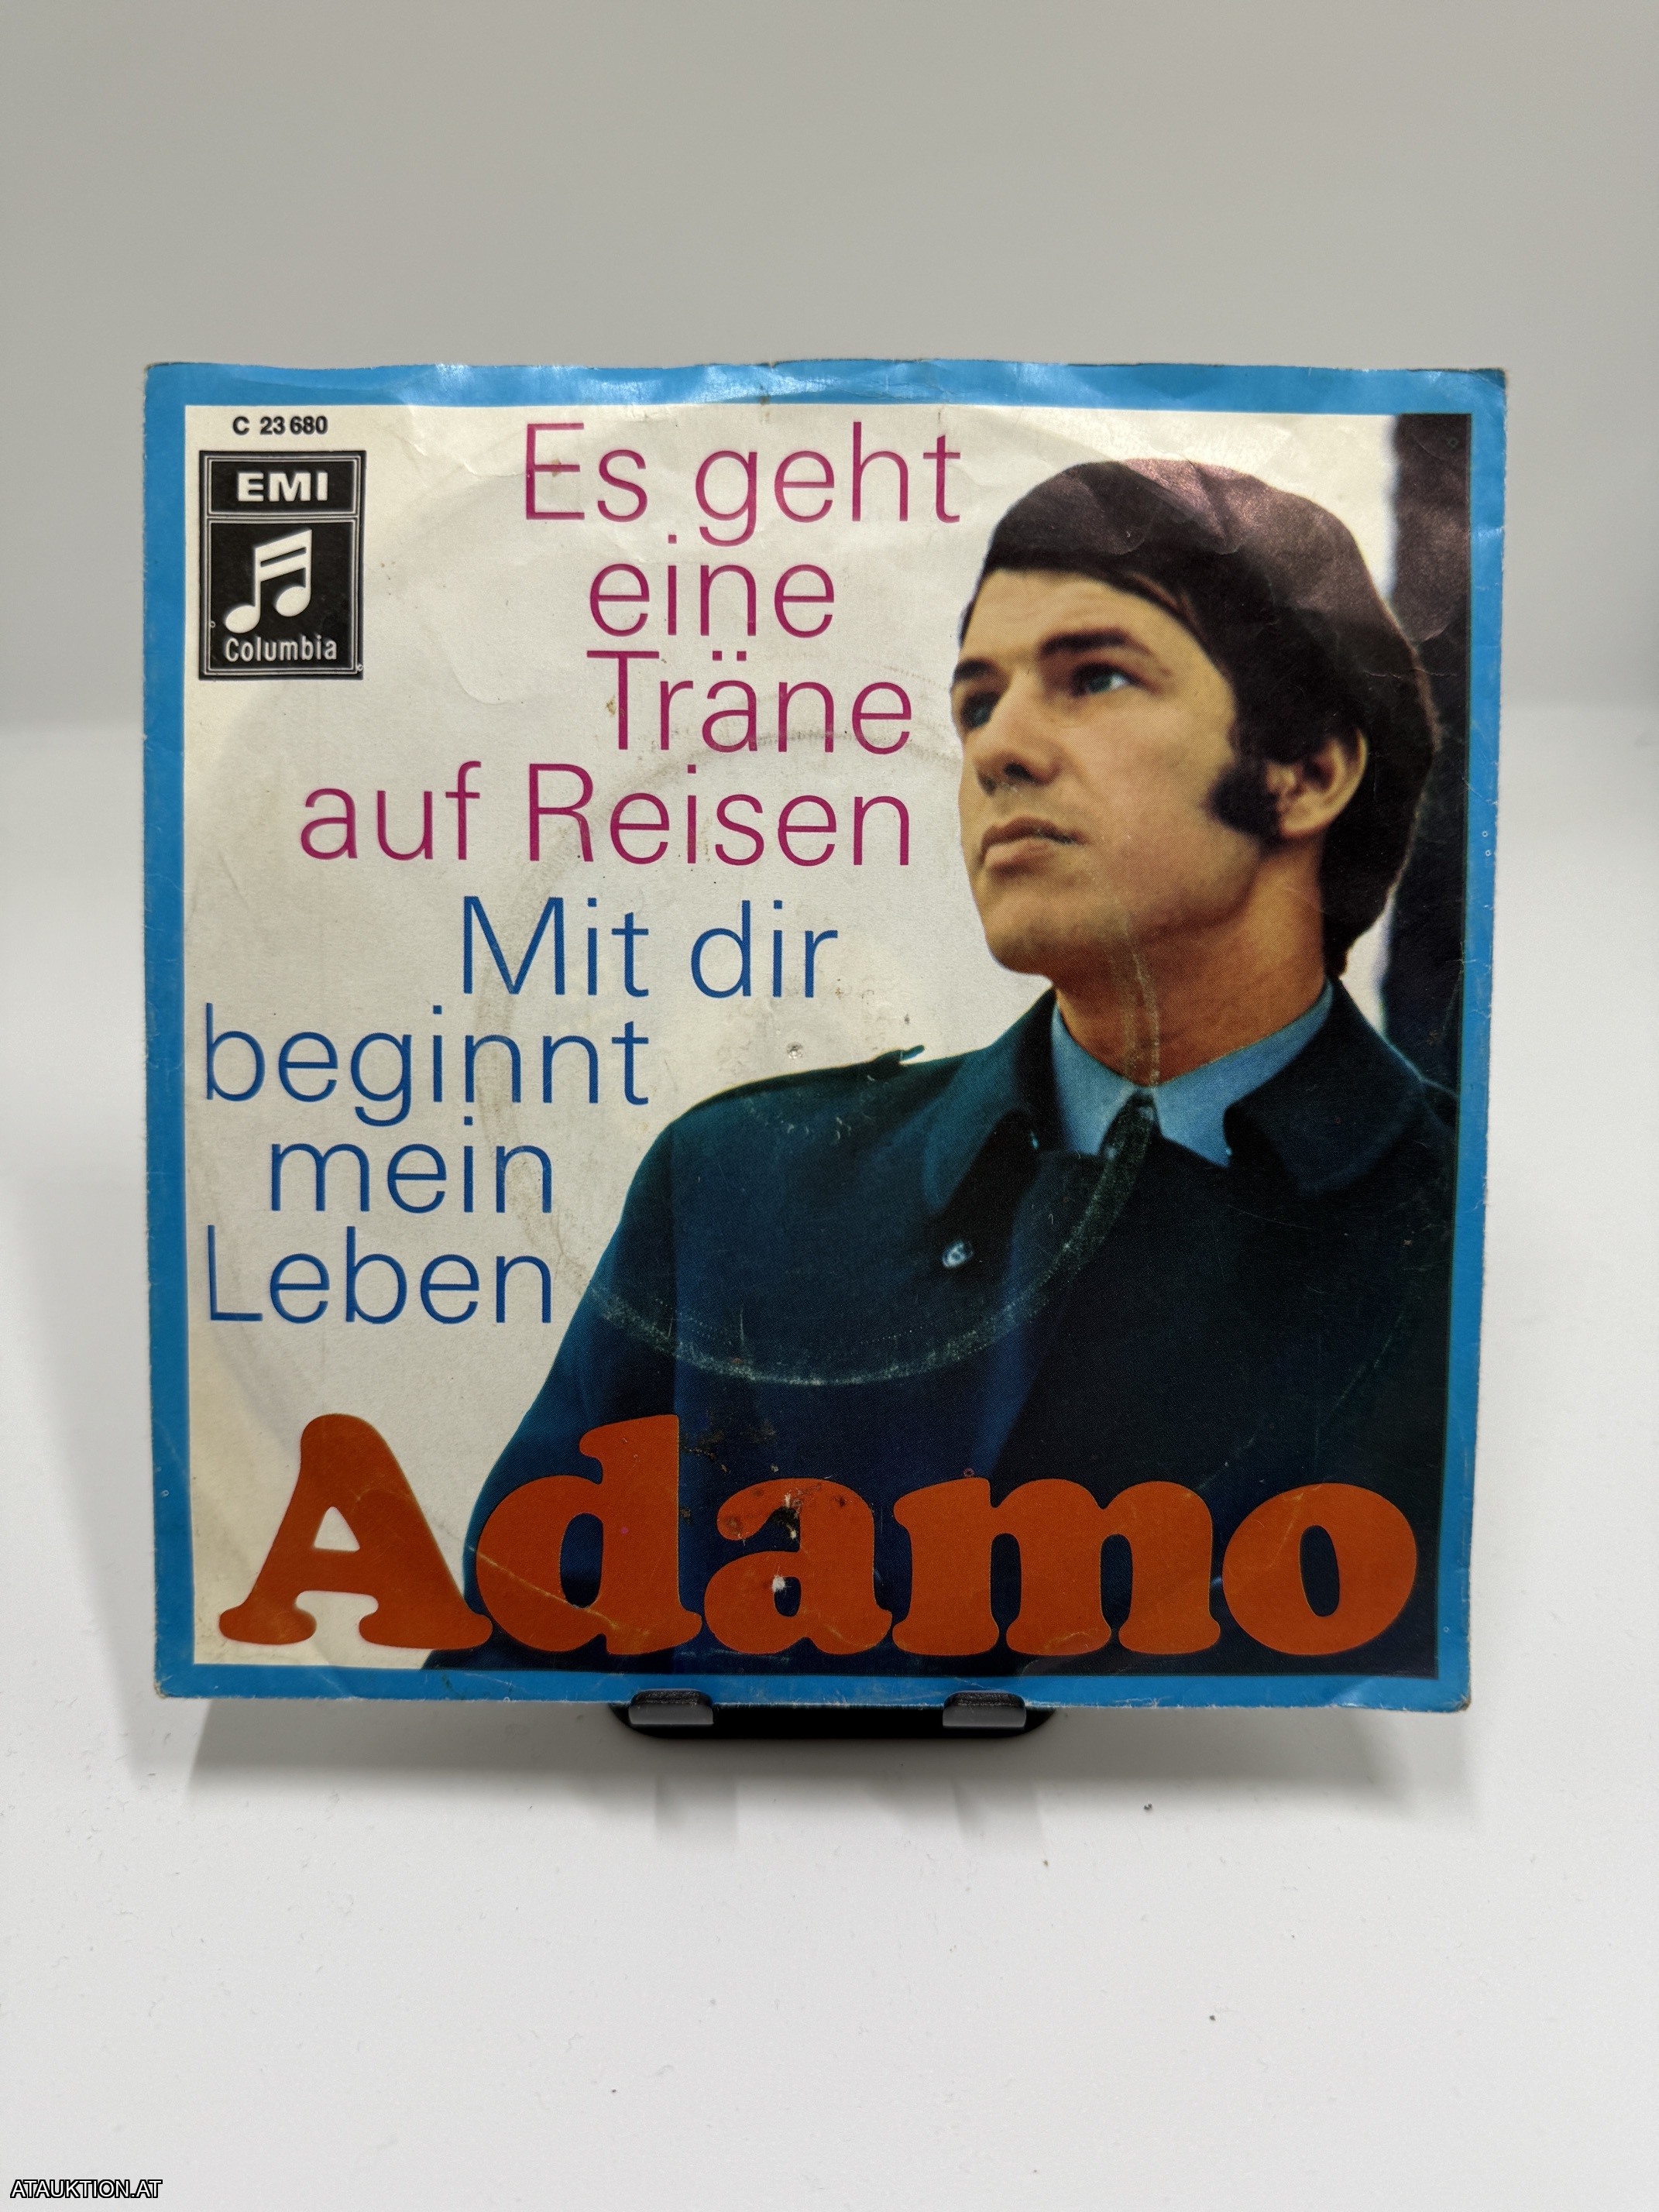 C 23 680
EMI
Columbia
Es geht
eine
Träne
auf Reisen
Mit dir
beginnt
mein
Leben
Adamo
ATAUKTION.AT